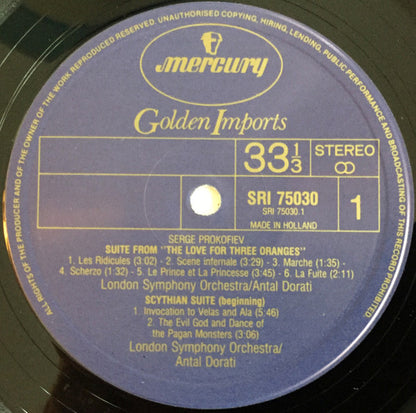 ALL RIGHTS OF THE PRODUCER AND OF THE OWNER OF THE WORK REPRODUCED RESERVED. UNAUTHORISED COPYING, HIRING, LENDING, PUBLIC PERFORMANCE AND BROADCASTING OF THIS RECORD PROHIBITED.
mercury
Golden Imports
33 1/3
STEREO
SRI 75030
SRI 75030.1
1
MADE IN HOLLAND
SERGE PROKOFIEV
SUITE FROM "THE LOVE FOR THREE ORANGES"
1. Les Ridicules (3:02) - 2. Scene infernale (3:29) - 3. Marche (1:35) -
4. Scherzo (1:32) - 5. Le Prince et La Princesse (3:45) - 6. La Fuite (2:11)
London Symphony Orchestra/Antal Dorati
SCYTHIAN SUITE (beginning)
1. Invocation to Velas and Ala (5:46)
2. The Evil God and Dance of
the Pagan Monsters (3:06)
London Symphony Orchestra/
Antal Dorati